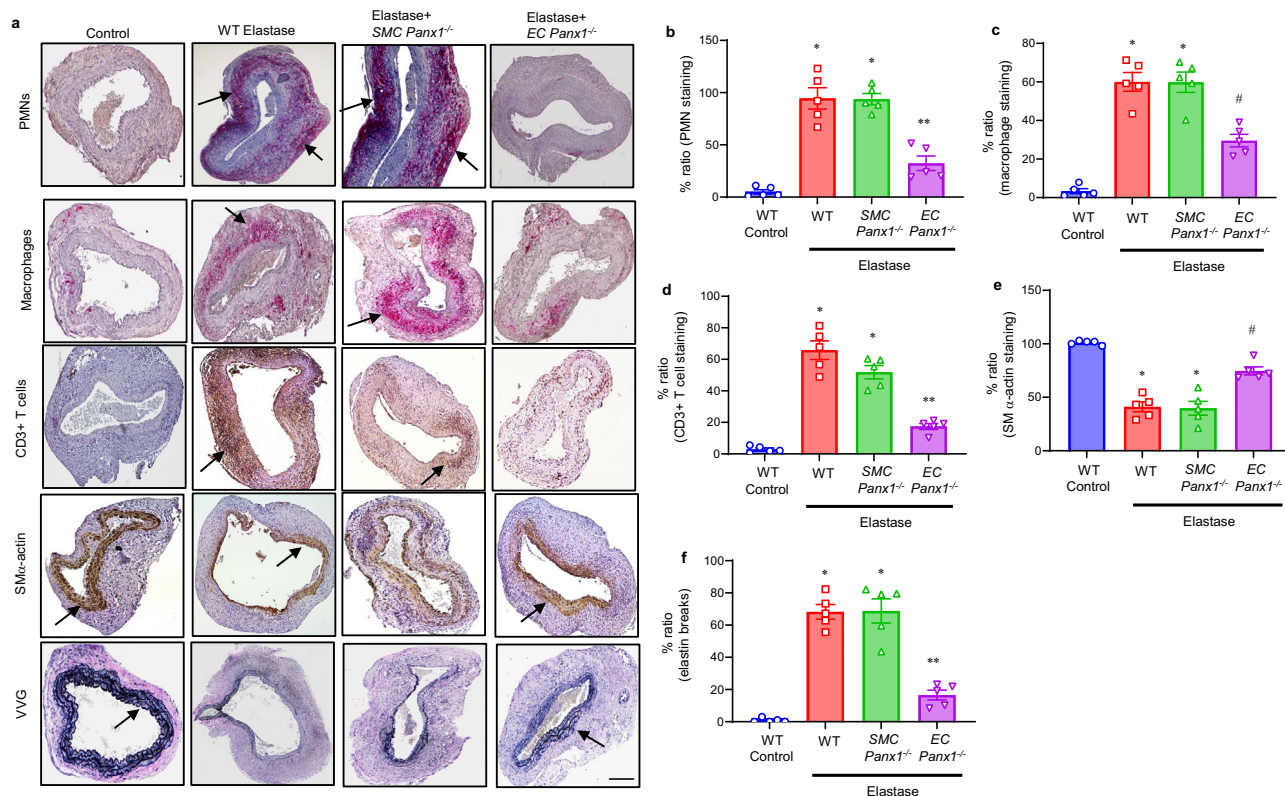 a
Control
WT Elastase
Elastase+
SMC Panx1-/-
Elastase+
EC Panx1-/-
PMNs
Macrophages
CD3+ T cells
SMα-actin
VVG
b
% ratio (PMN staining)
150
100
50
0
*
*
**
WT
Control
WT
SMC
Panx1-/-
EC
Panx1-/-
Elastase
c
% ratio
(macrophage staining)
80
60
40
20
0
*
*
#
WT
Control
WT
SMC
Panx1-/-
EC
Panx1-/-
Elastase
d
% ratio
(CD3+ T cell staining)
100
80
60
40
20
0
*
*
**
WT
Control
WT
SMC
Panx1-/-
EC
Panx1-/-
Elastase
e
% ratio
(SM α-actin staining)
150
100
50
0
*
*
#
WT
Control
WT
SMC
Panx1-/-
EC
Panx1-/-
Elastase
f
% ratio
(elastin breaks)
100
80
60
40
20
0
*
*
**
WT
Control
WT
SMC
Panx1-/-
EC
Panx1-/-
Elastase